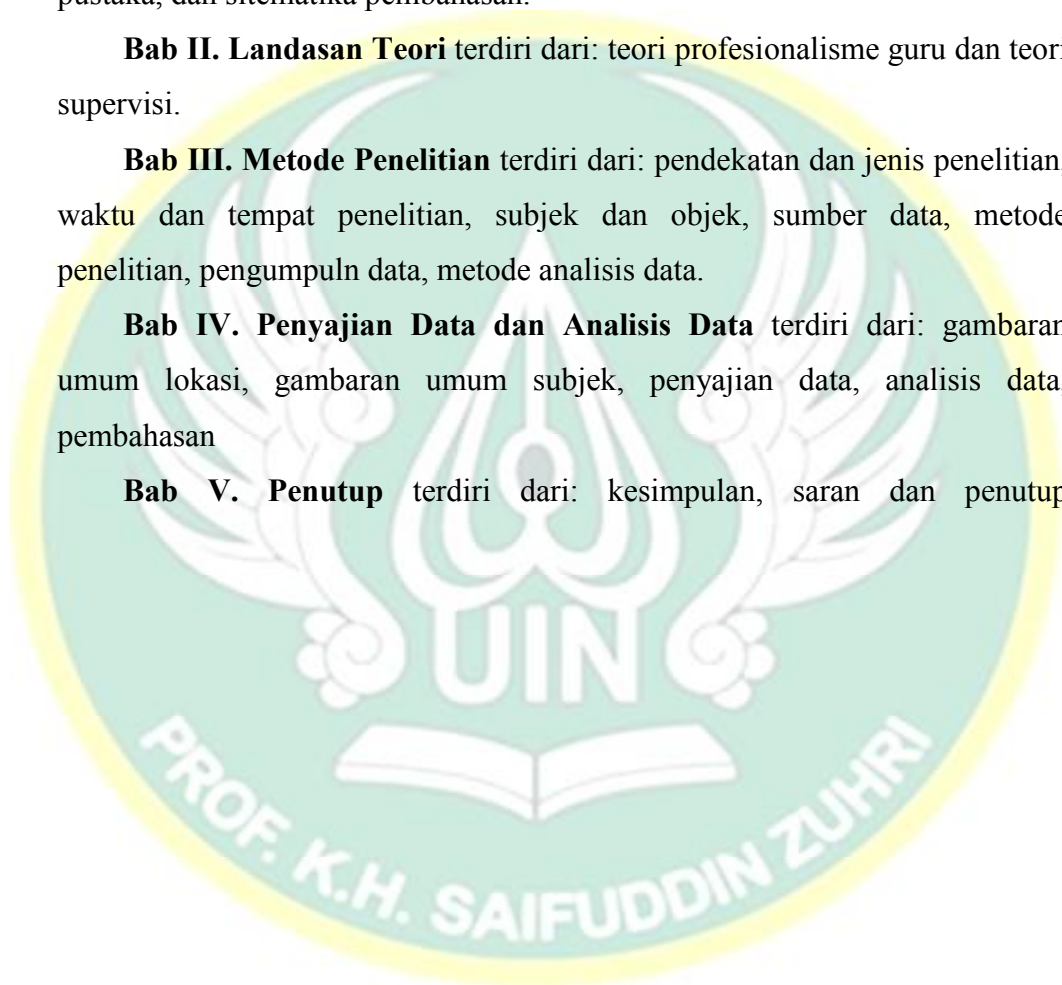 pustaka, dan sitematika pembahasan.
Bab II. Landasan Teori terdiri dari: teori profesionalisme guru dan teori
supervisi.
Bab III. Metode Penelitian terdiri dari: pendekatan dan jenis penelitian,
waktu dan tempat penelitian, subjek dan objek, sumber data, metode
penelitian, pengumpuln data, metode analisis data.
Bab IV. Penyajian Data dan Analisis Data terdiri dari: gambaran
umum lokasi, gambaran umum subjek, penyajian data, analisis data,
pembahasan
Bab V. Penutup terdiri dari: kesimpulan, saran dan penutup
UIN
PROF. K.H. SAIFUDDIN ZUHRI